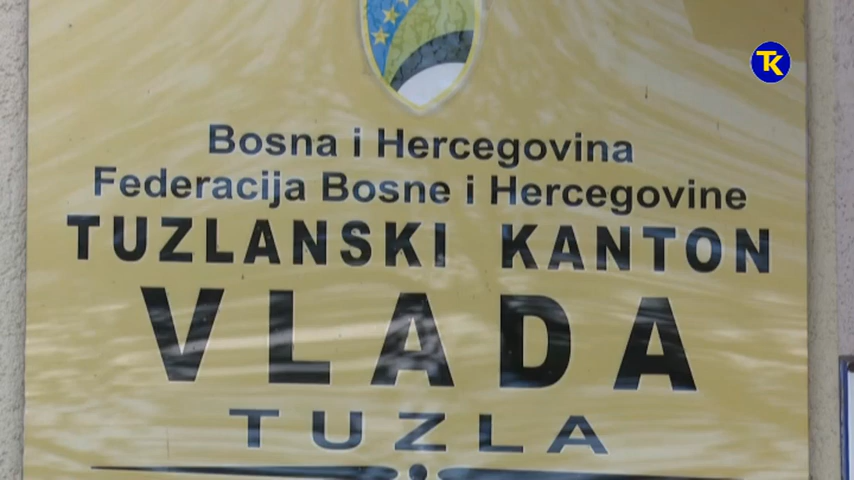 TK
Bosna i Hercegovina
Federacija Bosne i Hercegovine
TUZLANSKI KANTON
VLADA
TUZLA